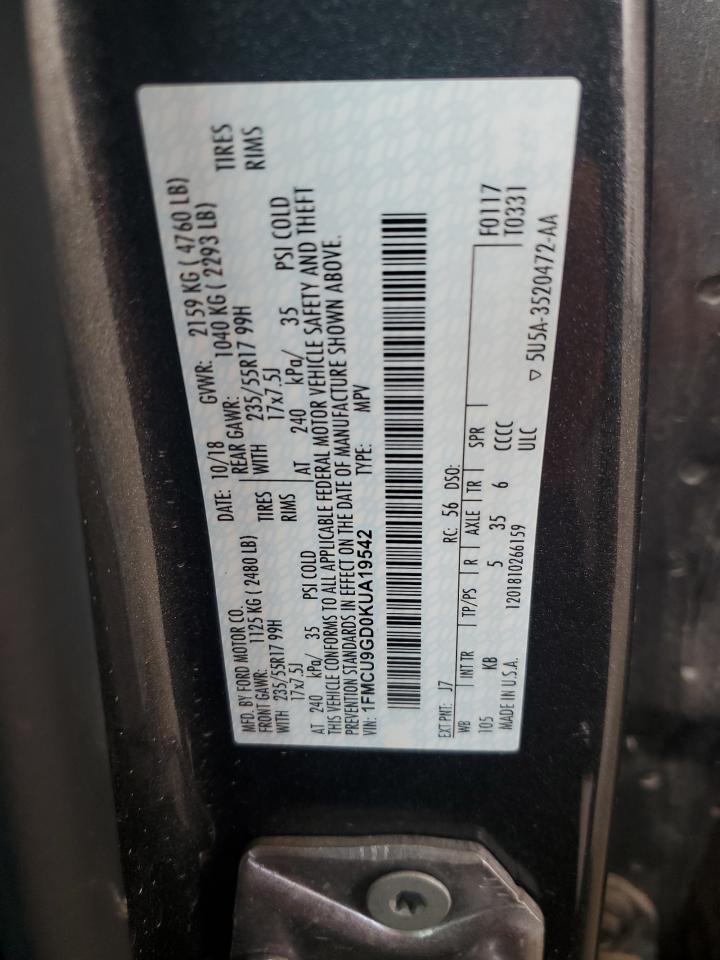 MFD. BY FORD MOTOR CO.
DATE: 10/18 GVWR: 2159 KG ( 4760 LB)
FRONT GAWR: 1125 KG ( 2480 LB) REAR GAWR: 1040 KG ( 2293 LB)
WITH 235/55R17 99H TIRES WITH 235/55R17 99H TIRES
17x7.5J RIMS 17x7.5J RIMS
AT 240 kPa/ 35 PSI COLD AT 240 kPa/ 35 PSI COLD
THIS VEHICLE CONFORMS TO ALL APPLICABLE FEDERAL MOTOR VEHICLE SAFETY AND THEFT
PREVENTION STANDARDS IN EFFECT ON THE DATE OF MANUFACTURE SHOWN ABOVE.
VIN: 1FMCU9GD0KUA19542 TYPE: MPV
EXT PNT: J7 RC: 56 DSO: F0117
T0331
WB INT TR TP/PS R AXLE TR SPR
105 KB 5 35 6 CCCC
MADE IN U.S.A. 1201810266159 ULC
▽ 5U5A-3520472-AA